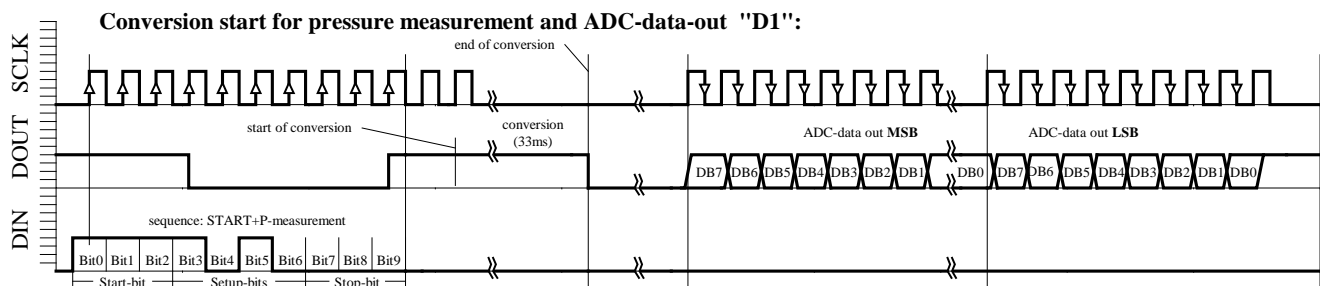 Conversion start for pressure measurement and ADC-data-out "D1":
end of conversion
SCLK
start of conversion
conversion
(33ms)
ADC-data out MSB
ADC-data out LSB
DOUT
DB7 DB6 DB5 DB4 DB3 DB2 DB1 DB0 DB7 DB6 DB5 DB4 DB3 DB2 DB1 DB0
sequence: START+P-measurement
DIN
Bit0 Bit1 Bit2 Bit3 Bit4 Bit5 Bit6 Bit7 Bit8 Bit9
Start-bit Setup-bits Stop-bit